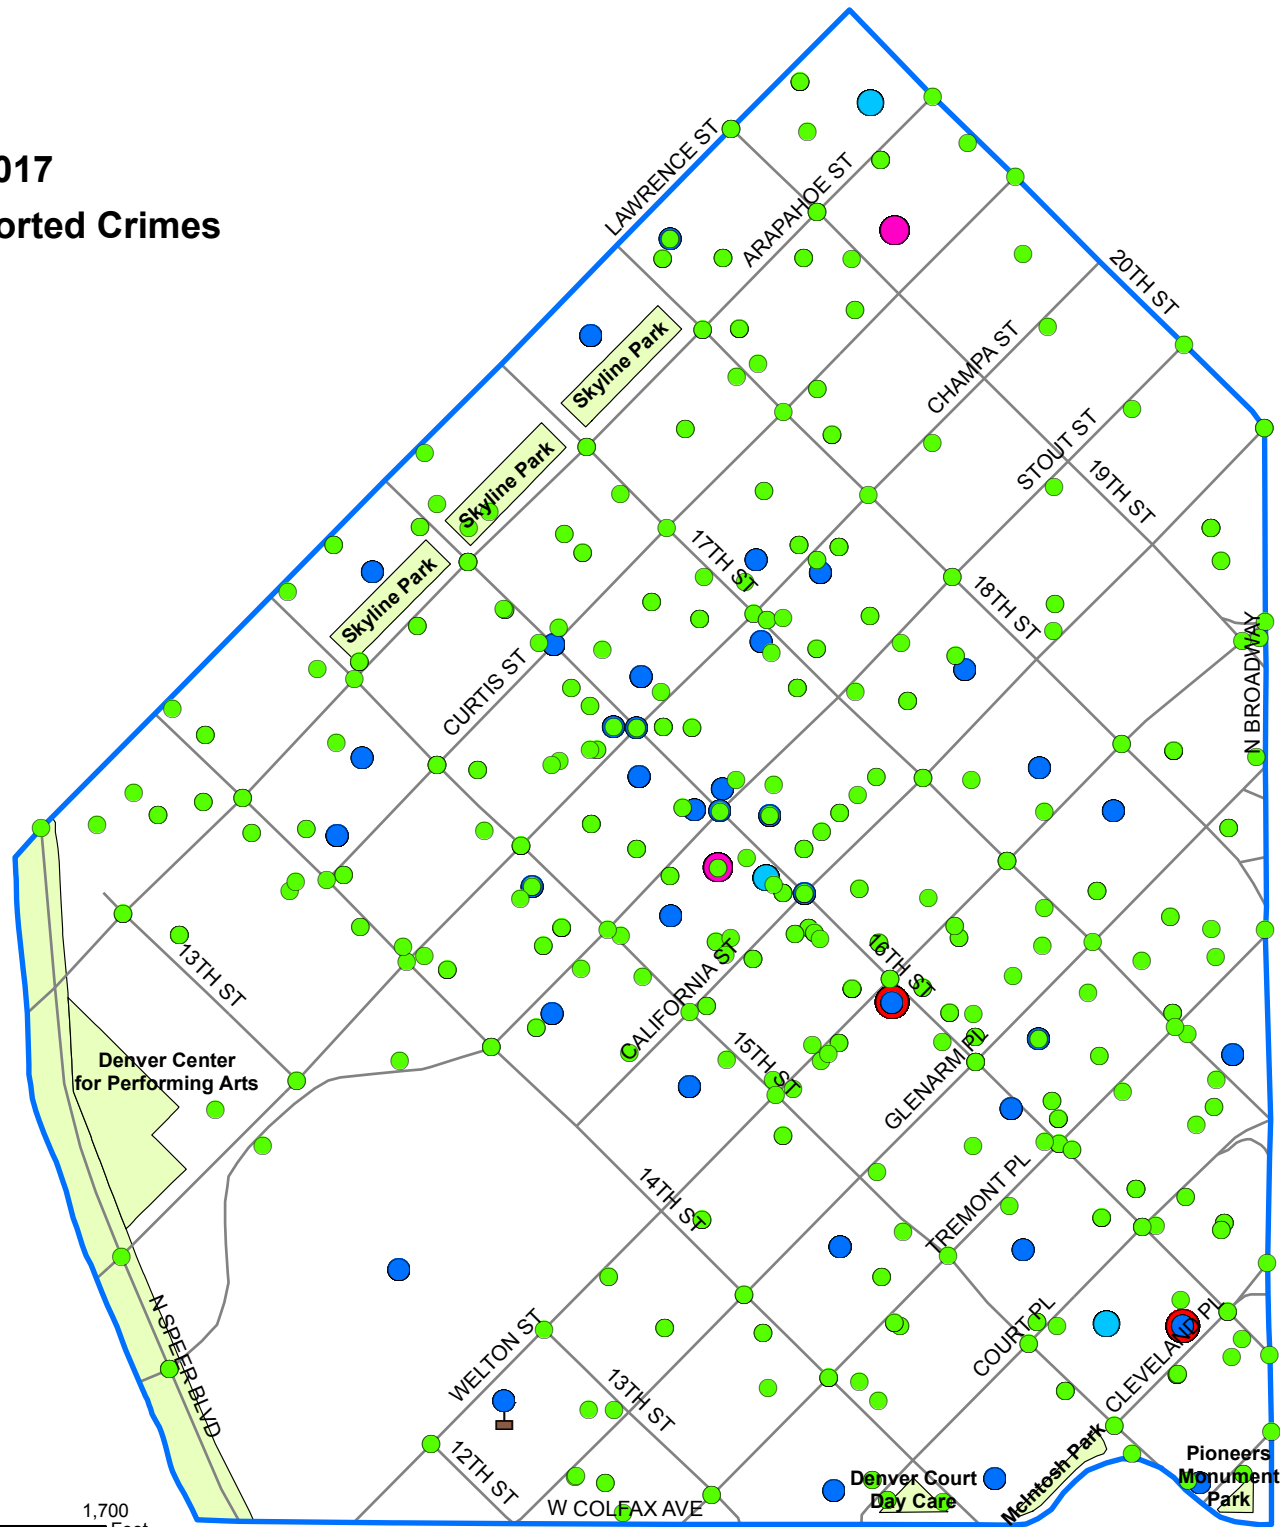 017
orted Crimes
LAWRENCE ST
ARAPAHOE ST
20TH ST
CHAMPA ST
STOUT ST
19TH ST
Skyline Park
Skyline Park
Skyline Park
17TH ST
18TH ST
N BROADWAY
CURTIS ST
13TH ST
16TH ST
CALIFORNIA ST
15TH ST
GLENARM PL
Denver Center
for Performing Arts
14TH ST
TREMONT PL
N SPEER BLVD
WELTON ST
COURT PL
CLEVELAND PL
13TH ST
12TH ST
McIntosh Park
Pioneers
Monument
Park
Denver Court
Day Care
W COLFAX AVE
1,700
Feet